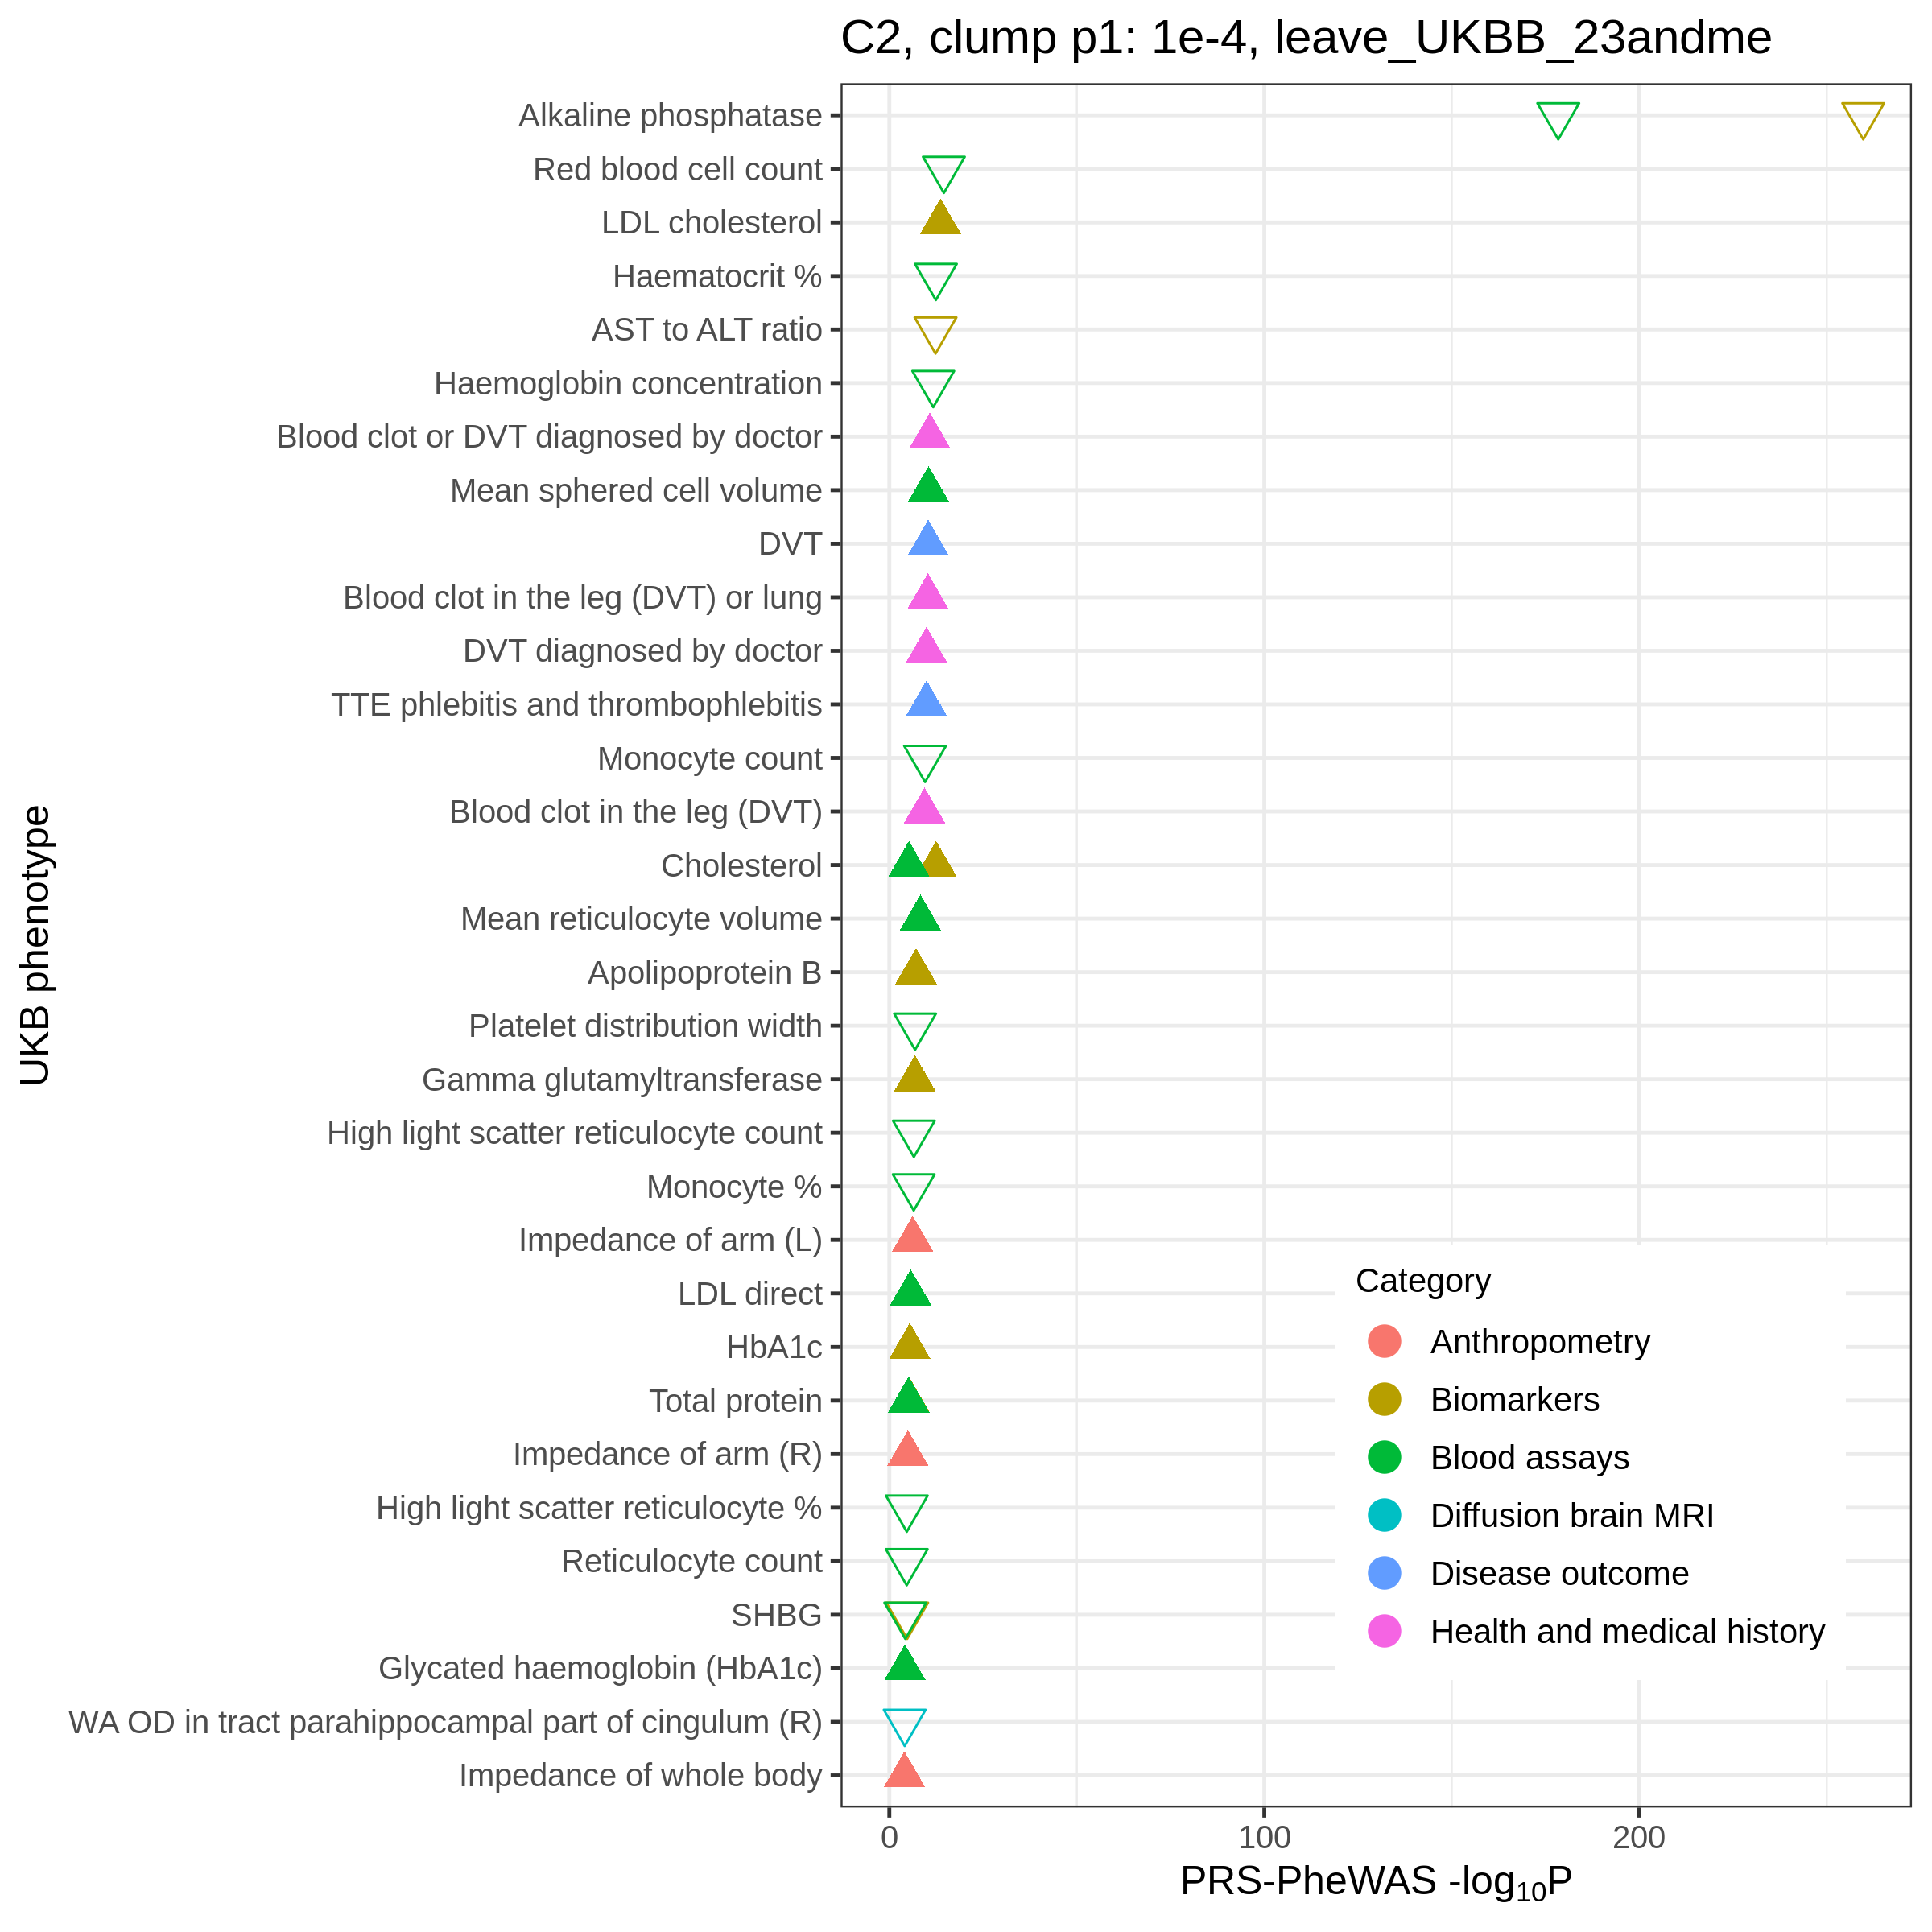 C2, clump p1: 1e-4, leave_UKBB_23andme
Alkaline phosphatase
Red blood cell count
LDL cholesterol
Haematocrit %
AST to ALT ratio
Haemoglobin concentration
Blood clot or DVT diagnosed by doctor
Mean sphered cell volume
DVT
Blood clot in the leg (DVT) or lung
DVT diagnosed by doctor
TTE phlebitis and thrombophlebitis
Monocyte count
Blood clot in the leg (DVT)
Cholesterol
Mean reticulocyte volume
Apolipoprotein B
Platelet distribution width
Gamma glutamyltransferase
High light scatter reticulocyte count
Monocyte %
Impedance of arm (L)
LDL direct
HbA1c
Total protein
Impedance of arm (R)
High light scatter reticulocyte %
Reticulocyte count
SHBG
Glycated haemoglobin (HbA1c)
WA OD in tract parahippocampal part of cingulum (R)
Impedance of whole body
UKB phenotype
Category
Anthropometry
Biomarkers
Blood assays
Diffusion brain MRI
Disease outcome
Health and medical history
0 100 200
PRS-PheWAS -log10P